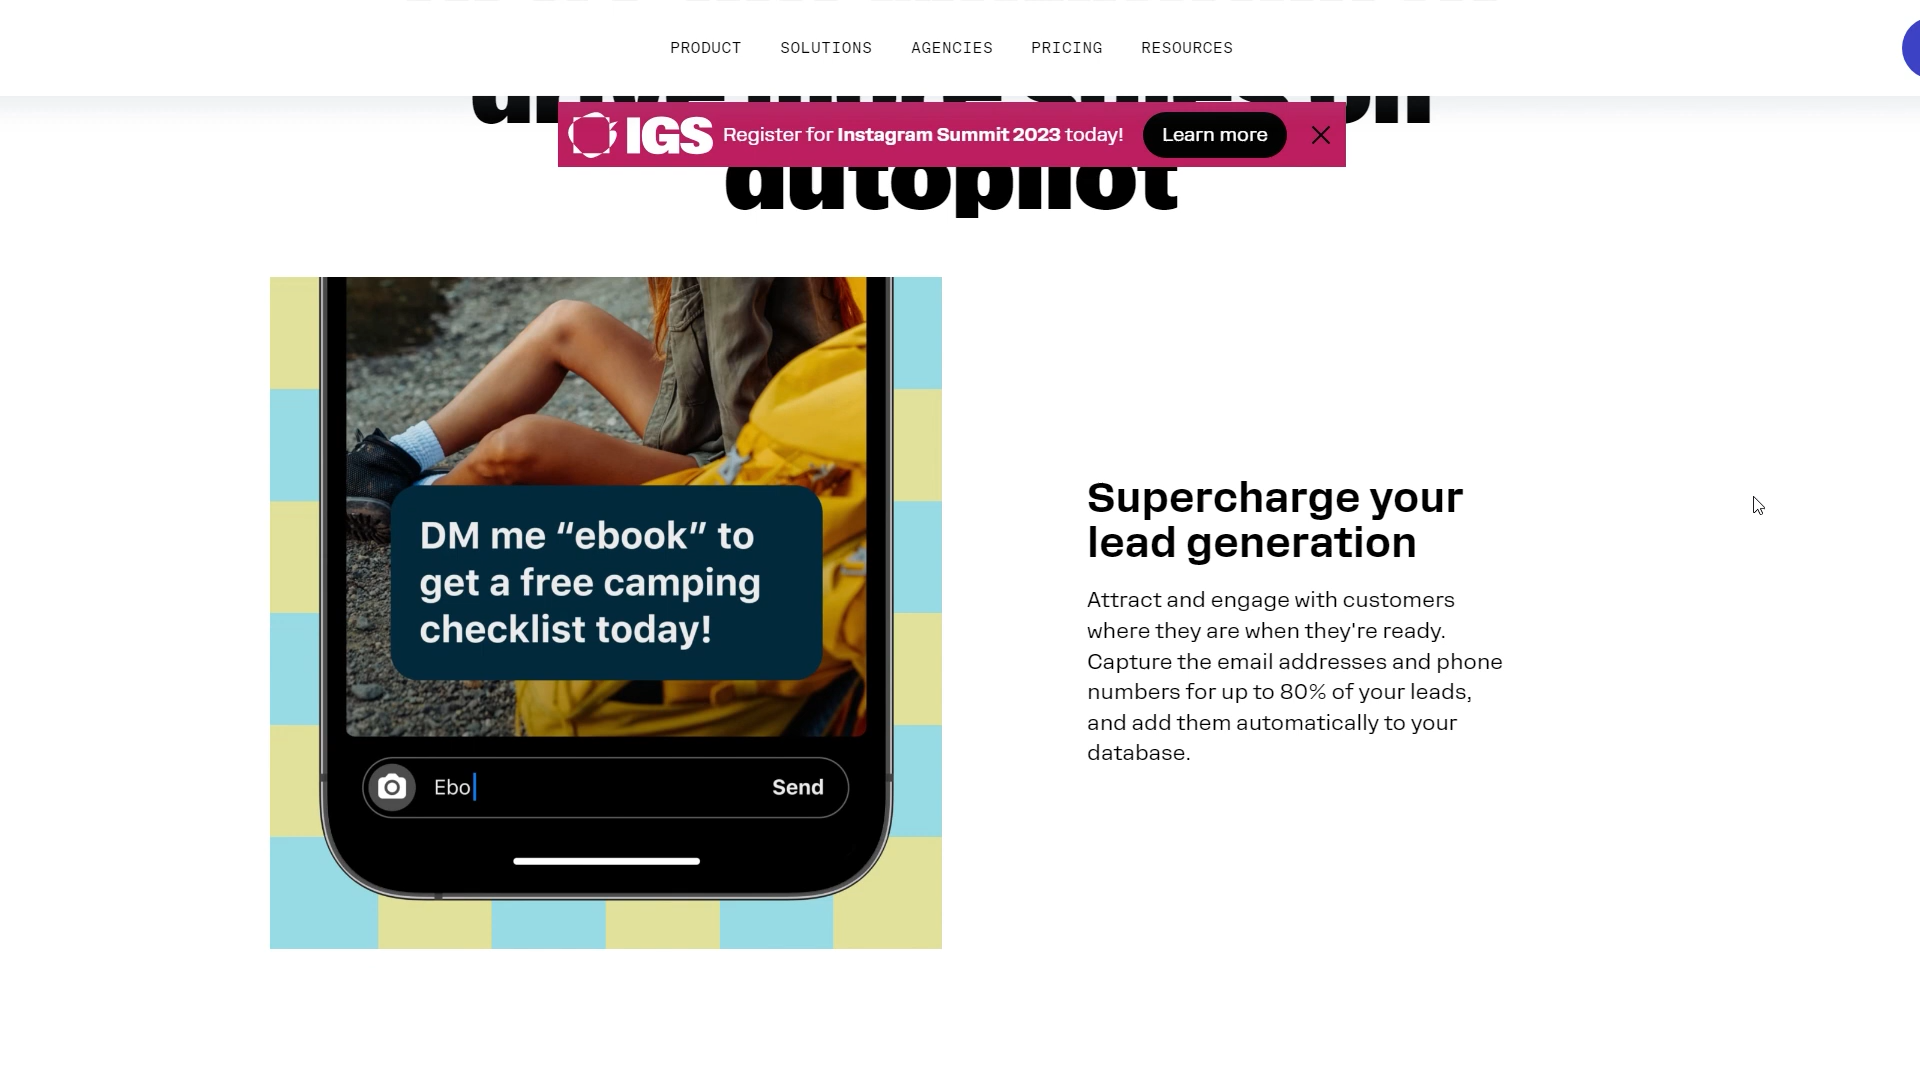 PRODUCT SOLUTIONS AGENCIES PRICING RESOURCES
IGS Register for Instagram Summit 2023 today! Learn more
autopilot
DM me “ebook” to
get a free camping
checklist today!
Ebo Send
Supercharge your
lead generation
Attract and engage with customers
where they are when they're ready.
Capture the email addresses and phone
numbers for up to 80% of your leads,
and add them automatically to your
database.